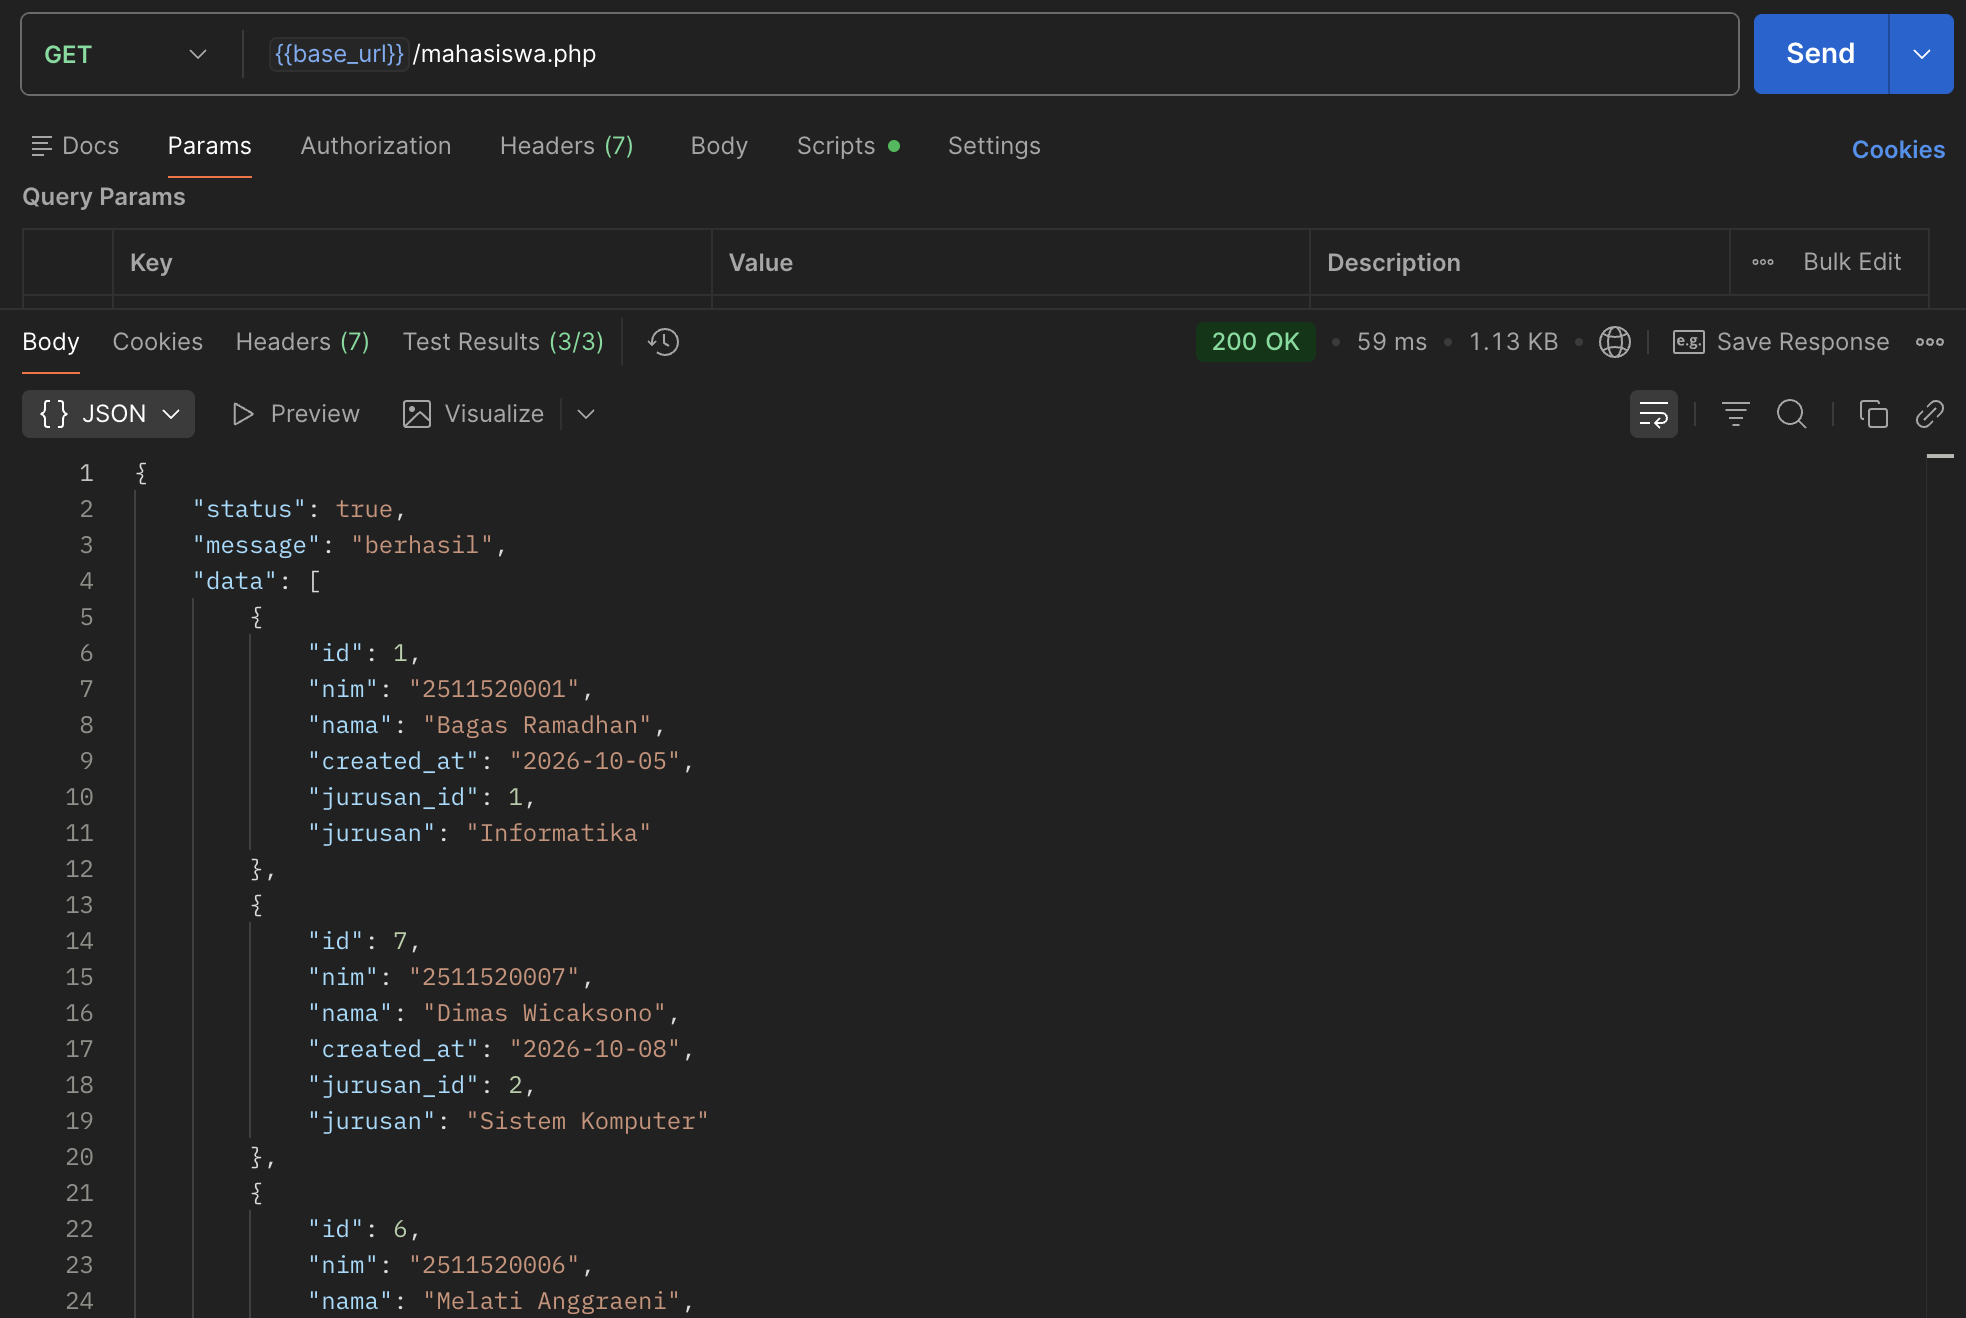 GET {{base_url}}/mahasiswa.php Send
Docs Params Authorization Headers (7) Body Scripts Settings Cookies
Query Params
Key Value Description Bulk Edit
Body Cookies Headers (7) Test Results (3/3) 200 OK • 59 ms • 1.13 KB • e.g. Save Response
{} JSON Preview Visualize
1 {
2 "status": true,
3 "message": "berhasil",
4 "data": [
5 {
6 "id": 1,
7 "nim": "2511520001",
8 "nama": "Bagas Ramadhan",
9 "created_at": "2026-10-05",
10 "jurusan_id": 1,
11 "jurusan": "Informatika"
12 },
13 {
14 "id": 7,
15 "nim": "2511520007",
16 "nama": "Dimas Wicaksono",
17 "created_at": "2026-10-08",
18 "jurusan_id": 2,
19 "jurusan": "Sistem Komputer"
20 },
21 {
22 "id": 6,
23 "nim": "2511520006",
24 "nama": "Melati Anggraeni",